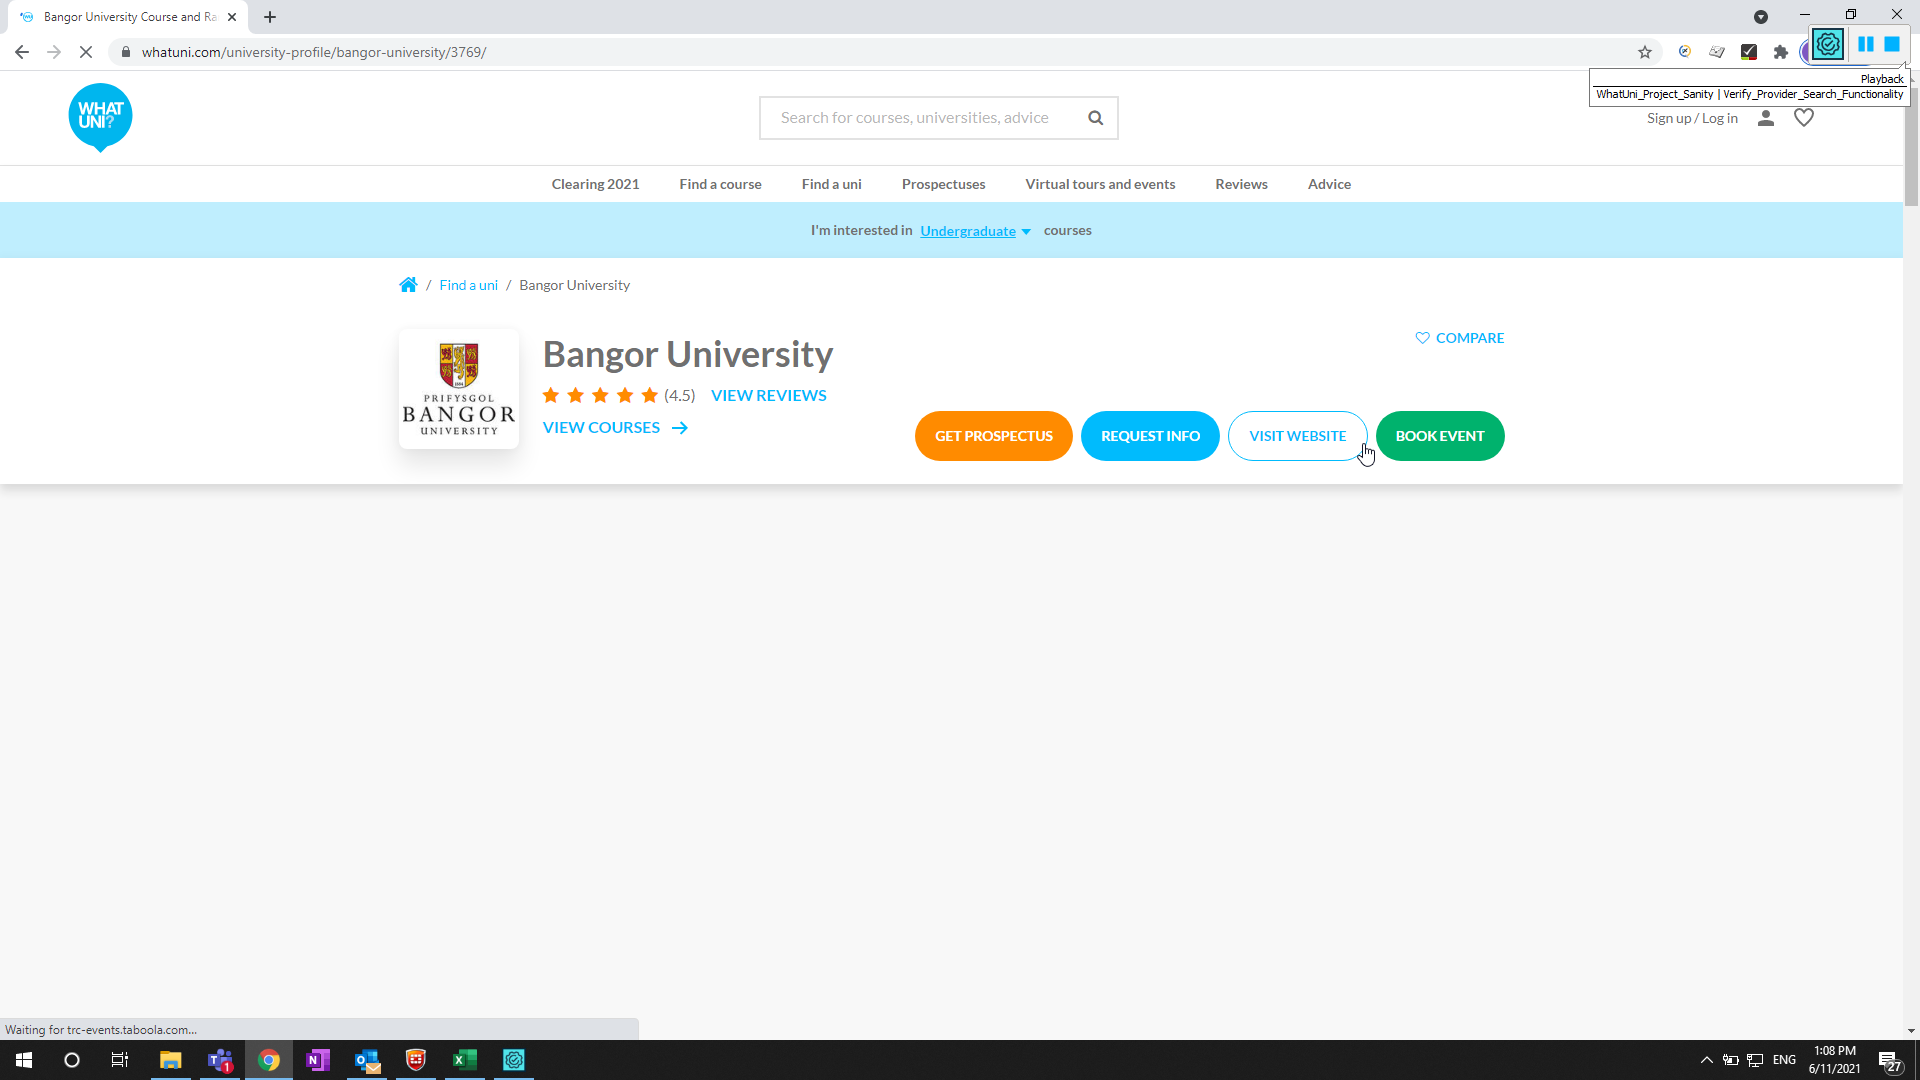 Bangor University Course and Ra
whatuni.com/university-profile/bangor-university/3769/
Playback
WhatUni_Project_Sanity | Verify_Provider_Search_Functionality
WHAT
UNI?
Search for courses, universities, advice
Sign up / Log in
Clearing 2021
Find a course
Find a uni
Prospectuses
Virtual tours and events
Reviews
Advice
I'm interested in Undergraduate courses
/ Find a uni / Bangor University
PRIFYSGOL
BANGOR
UNIVERSITY
Bangor University
COMPARE
(4.5) VIEW REVIEWS
VIEW COURSES
GET PROSPECTUS
REQUEST INFO
VISIT WEBSITE
BOOK EVENT
Waiting for trc-events.taboola.com...
1
ENG
1:08 PM
6/11/2021
27